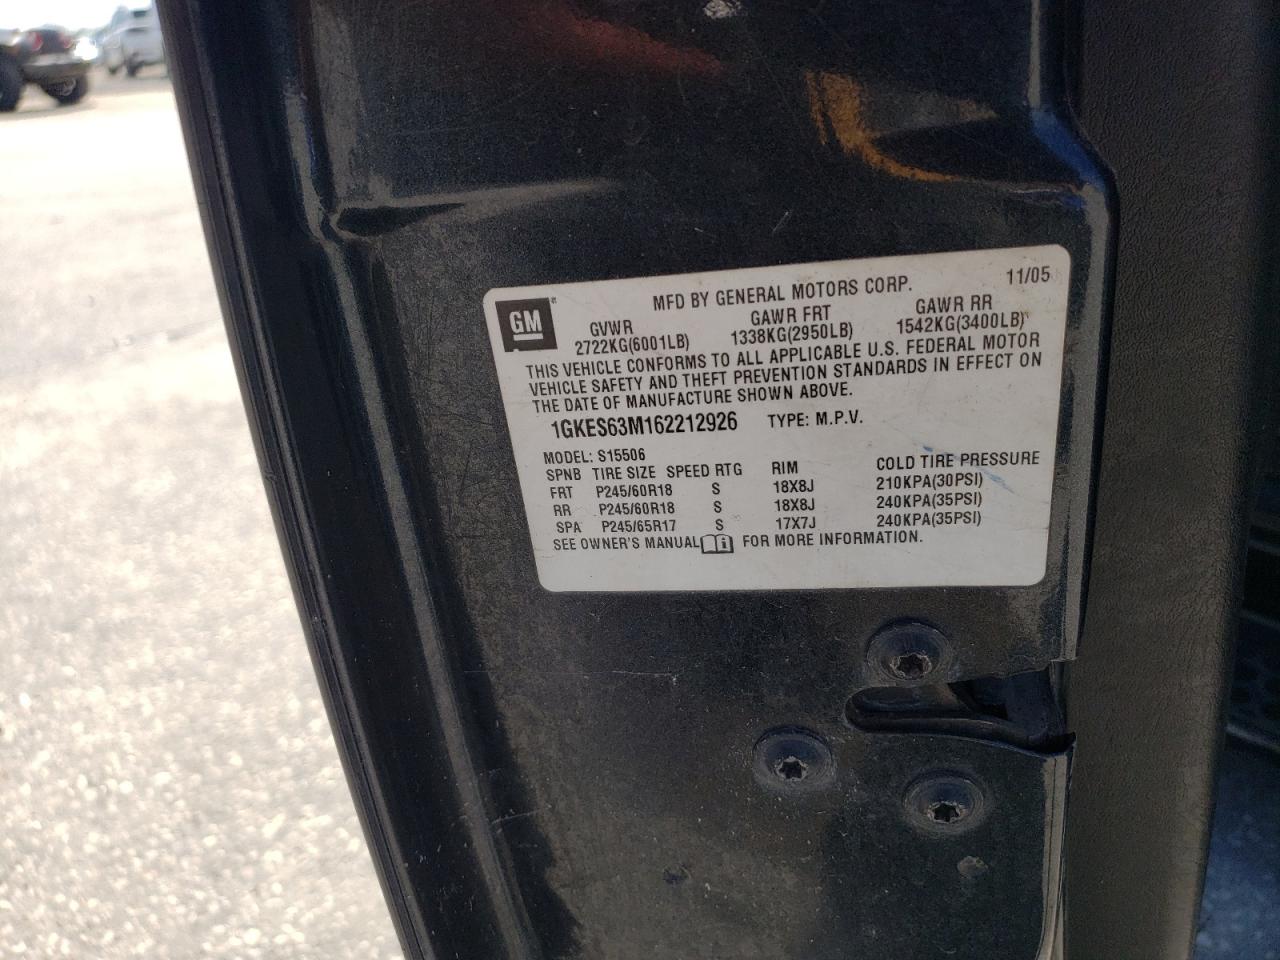 MFD BY GENERAL MOTORS CORP. 11/05
GM GVWR GAWR FRT GAWR RR
2722KG(6001LB) 1338KG(2950LB) 1542KG(3400LB)
THIS VEHICLE CONFORMS TO ALL APPLICABLE U.S. FEDERAL MOTOR
VEHICLE SAFETY AND THEFT PREVENTION STANDARDS IN EFFECT ON
THE DATE OF MANUFACTURE SHOWN ABOVE.
1GKES63M162212926 TYPE: M.P.V.
MODEL: S15506
SPNB TIRE SIZE SPEED RTG RIM COLD TIRE PRESSURE
FRT P245/60R18 S 18X8J 210KPA(30PSI)
RR P245/60R18 S 18X8J 240KPA(35PSI)
SPA P245/65R17 S 17X7J 240KPA(35PSI)
SEE OWNER'S MANUAL FOR MORE INFORMATION.